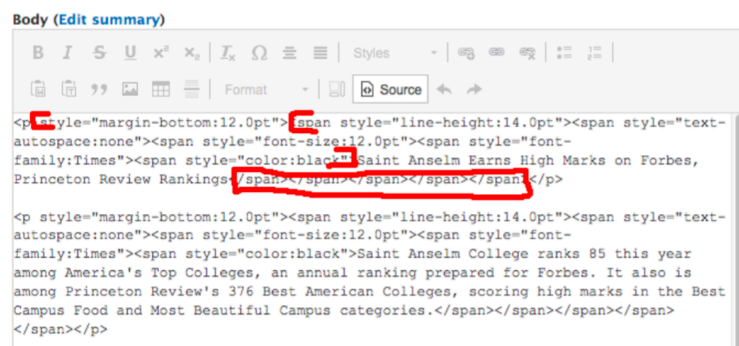 Body (Edit summary)
B I S U x² xₓ Iₓ Ω Styles
Format Source
<p style="margin-bottom:12.0pt"><span style="line-height:14.0pt"><span style="text-
autospace:none"><span style="font-size:12.0pt"><span style="font-
family:Times"><span style="color:black">Saint Anselm Earns High Marks on Forbes,
Princeton Review Rankings</span></span></span></span></span></p>
<p style="margin-bottom:12.0pt"><span style="line-height:14.0pt"><span style="text-
autospace:none"><span style="font-size:12.0pt"><span style="font-
family:Times"><span style="color:black">Saint Anselm College ranks 85 this year
among America's Top Colleges, an annual ranking prepared for Forbes. It also is
among Princeton Review's 376 Best American Colleges, scoring high marks in the Best
Campus Food and Most Beautiful Campus categories.</span></span></span></span>
</span></p>